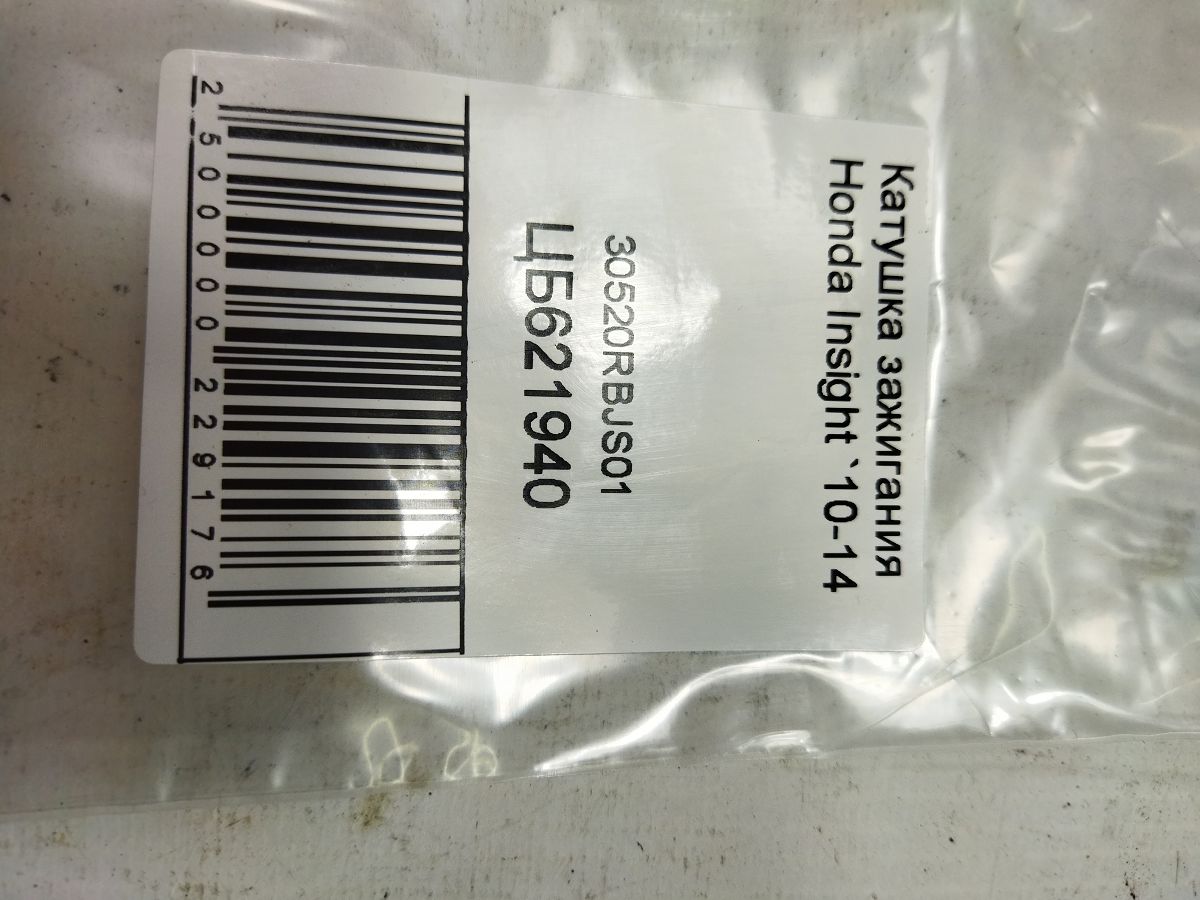 Катушка зажигания
Honda Insight `10-14
30520RBJS01
ЦБ621940
2 500000 229176